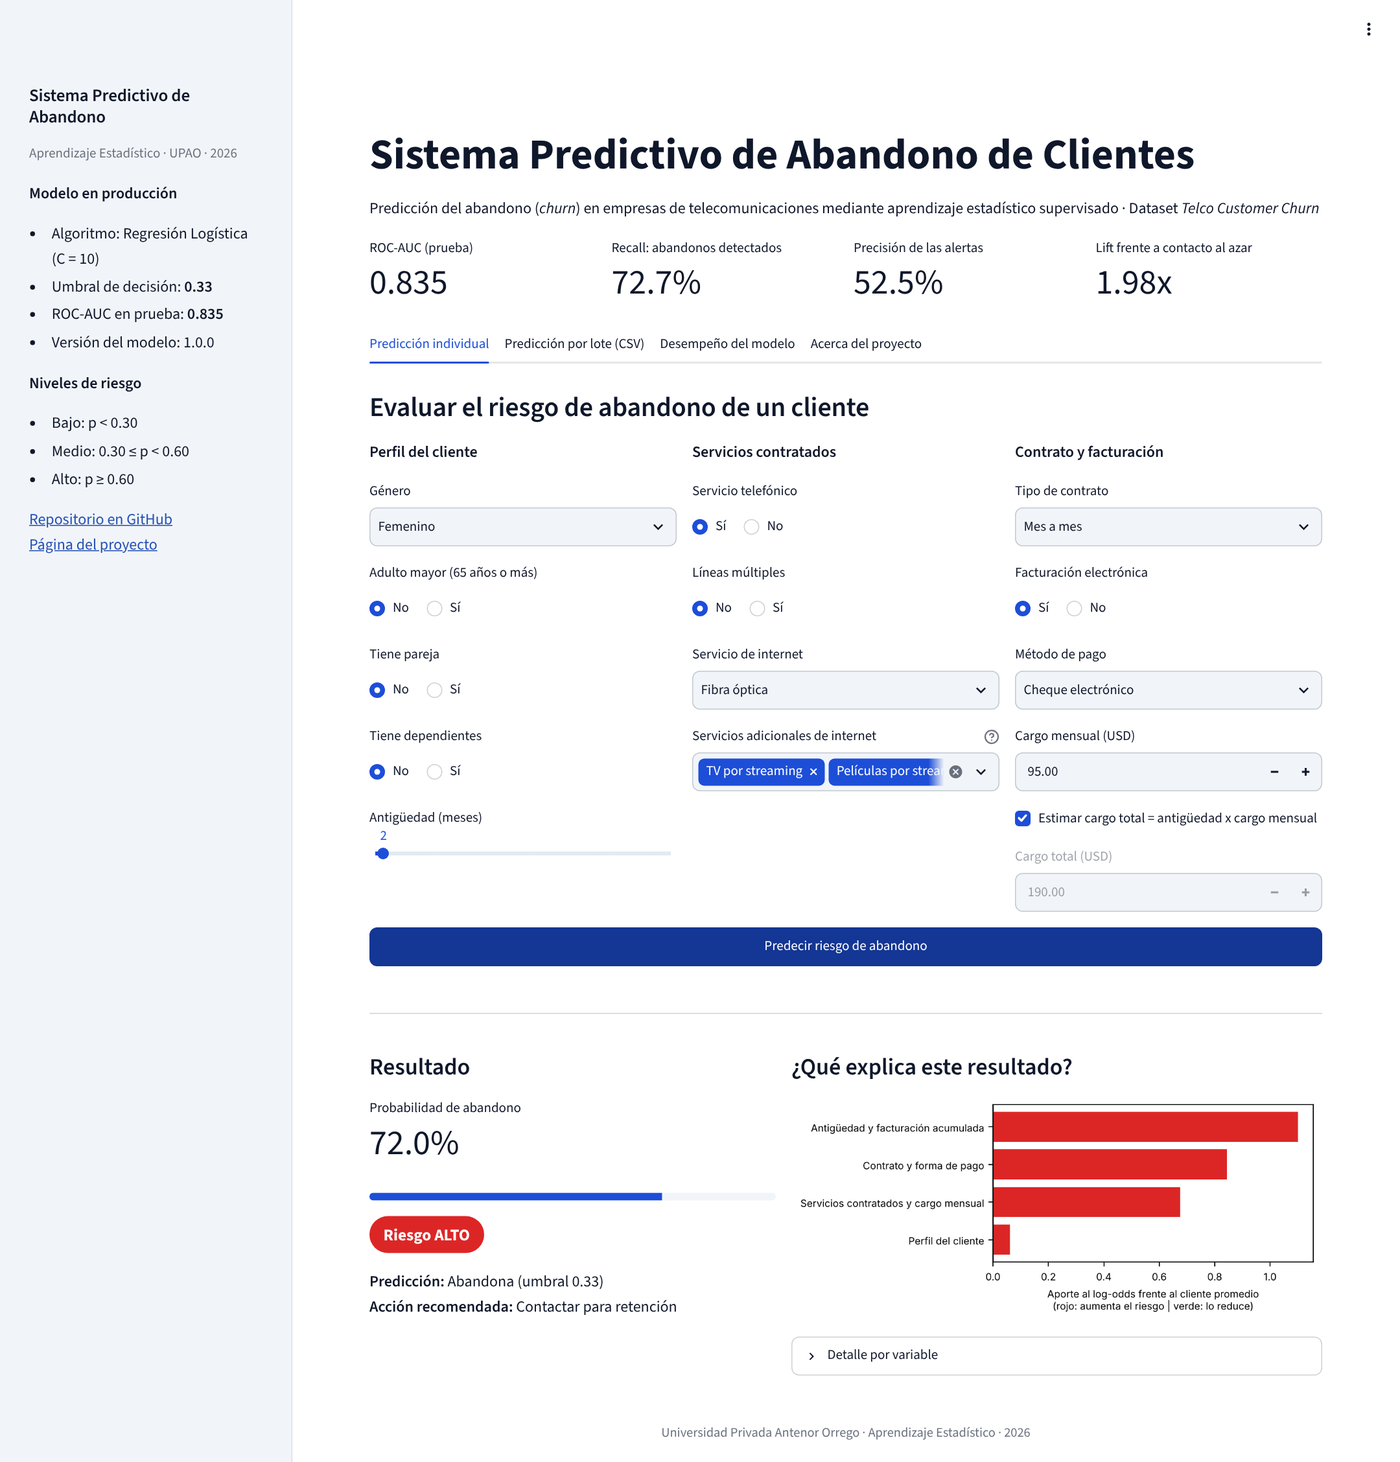 Sistema Predictivo de
Abandono
Aprendizaje Estadístico · UPAO · 2026
Modelo en producción
• Algoritmo: Regresión Logística
(C = 10)
• Umbral de decisión: 0.33
• ROC-AUC en prueba: 0.835
• Versión del modelo: 1.0.0
Niveles de riesgo
• Bajo: p < 0.30
• Medio: 0.30 ≤ p < 0.60
• Alto: p ≥ 0.60
Repositorio en GitHub
Página del proyecto
Sistema Predictivo de Abandono de Clientes
Predicción del abandono (churn) en empresas de telecomunicaciones mediante aprendizaje estadístico supervisado · Dataset Telco Customer Churn
ROC-AUC (prueba)
0.835
Recall: abandonos detectados
72.7%
Precisión de las alertas
52.5%
Lift frente a contacto al azar
1.98x
Predicción individual Predicción por lote (CSV) Desempeño del modelo Acerca del proyecto
Evaluar el riesgo de abandono de un cliente
Perfil del cliente
Género
Femenino
Adulto mayor (65 años o más)
No Sí
Tiene pareja
No Sí
Tiene dependientes
No Sí
Antigüedad (meses)
2
Servicios contratados
Servicio telefónico
Sí No
Líneas múltiples
No Sí
Servicio de internet
Fibra óptica
Servicios adicionales de internet
TV por streaming × Películas por strea
Contrato y facturación
Tipo de contrato
Mes a mes
Facturación electrónica
Sí No
Método de pago
Cheque electrónico
Cargo mensual (USD)
95.00 − +
Estimar cargo total = antigüedad x cargo mensual
Cargo total (USD)
190.00 − +
Predecir riesgo de abandono
Resultado
Probabilidad de abandono
72.0%
Riesgo ALTO
Predicción: Abandona (umbral 0.33)
Acción recomendada: Contactar para retención
¿Qué explica este resultado?
Antigüedad y facturación acumulada
Contrato y forma de pago
Servicios contratados y cargo mensual
Perfil del cliente
0.0 0.2 0.4 0.6 0.8 1.0
Aporte al log-odds frente al cliente promedio
(rojo: aumenta el riesgo | verde: lo reduce)
Detalle por variable
Universidad Privada Antenor Orrego · Aprendizaje Estadístico · 2026